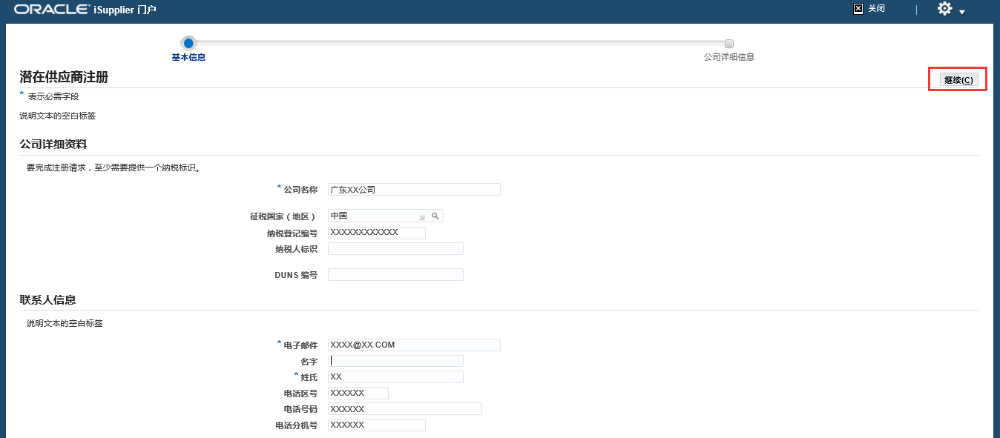 ORACLE iSupplier 门户
关闭
基本信息
公司详细信息
潜在供应商注册
继续(C)
* 表示必需字段
说明文本的空白标签
公司详细资料
要完成注册请求，至少需要提供一个纳税标识。
* 公司名称 广东XX公司
征税国家（地区） 中国
纳税登记编号 XXXXXXXXXXXX
纳税人标识
DUNS 编号
联系人信息
说明文本的空白标签
* 电子邮件 XXXX@XX.COM
名字
* 姓氏 XX
电话区号 XXXXXX
电话号码 XXXXXX
电话分机号 XXXXXX